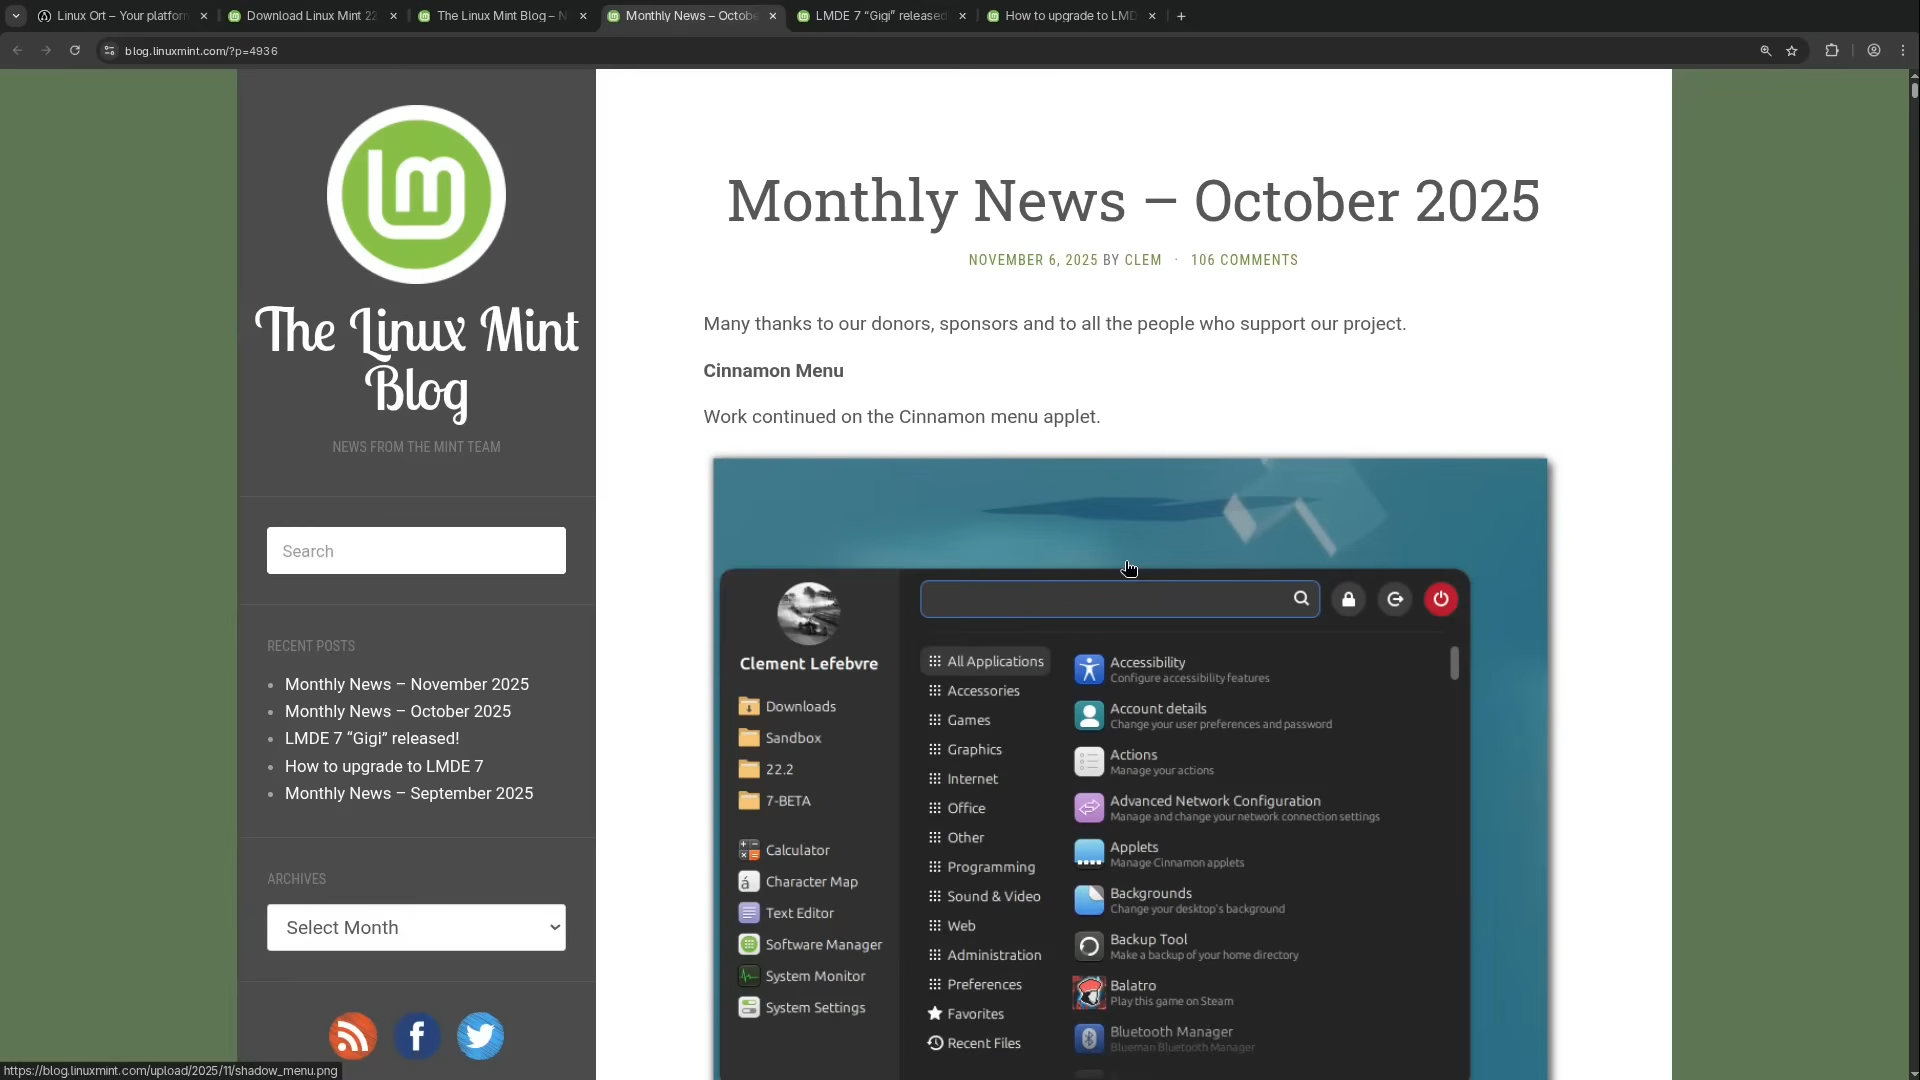 Linux Ort – Your platforn
Download Linux Mint 22
The Linux Mint Blog – N
Monthly News – Octobe
LMDE 7 “Gigi” released
How to upgrade to LMD
blog.linuxmint.com/?p=4936
lm
The Linux Mint
Blog
NEWS FROM THE MINT TEAM
Search
RECENT POSTS
Monthly News – November 2025
Monthly News – October 2025
LMDE 7 “Gigi” released!
How to upgrade to LMDE 7
Monthly News – September 2025
ARCHIVES
Select Month
Monthly News – October 2025
NOVEMBER 6, 2025 BY CLEM · 106 COMMENTS
Many thanks to our donors, sponsors and to all the people who support our project.
Cinnamon Menu
Work continued on the Cinnamon menu applet.
Clement Lefebvre
Downloads
Sandbox
22.2
7-BETA
Calculator
Character Map
Text Editor
Software Manager
System Monitor
System Settings
All Applications
Accessories
Games
Graphics
Internet
Office
Other
Programming
Sound & Video
Web
Administration
Preferences
Favorites
Recent Files
Accessibility
Configure accessibility features
Account details
Change your user preferences and password
Actions
Manage your actions
Advanced Network Configuration
Manage and change your network connection settings
Applets
Manage Cinnamon applets
Backgrounds
Change your desktop's background
Backup Tool
Make a backup of your home directory
Balatro
Play this game on Steam
Bluetooth Manager
Blueman Bluetooth Manager
https://blog.linuxmint.com/upload/2025/11/shadow_menu.png